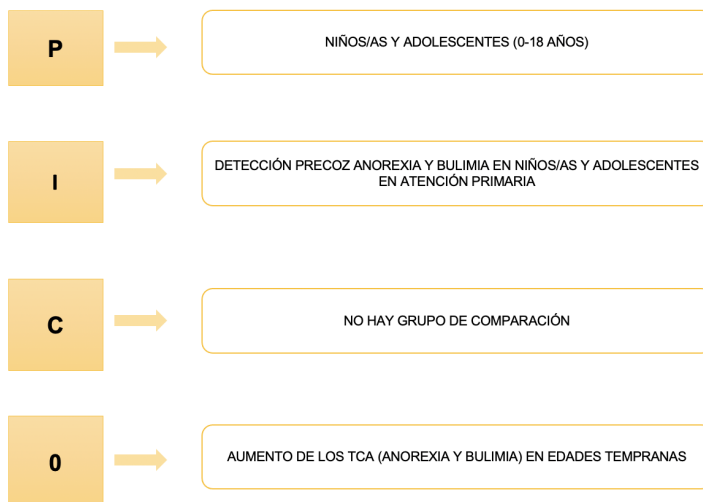 P
NIÑOS/AS Y ADOLESCENTES (0-18 AÑOS)
I
DETECCIÓN PRECOZ ANOREXIA Y BULIMIA EN NIÑOS/AS Y ADOLESCENTES
EN ATENCIÓN PRIMARIA
C
NO HAY GRUPO DE COMPARACIÓN
0
AUMENTO DE LOS TCA (ANOREXIA Y BULIMIA) EN EDADES TEMPRANAS